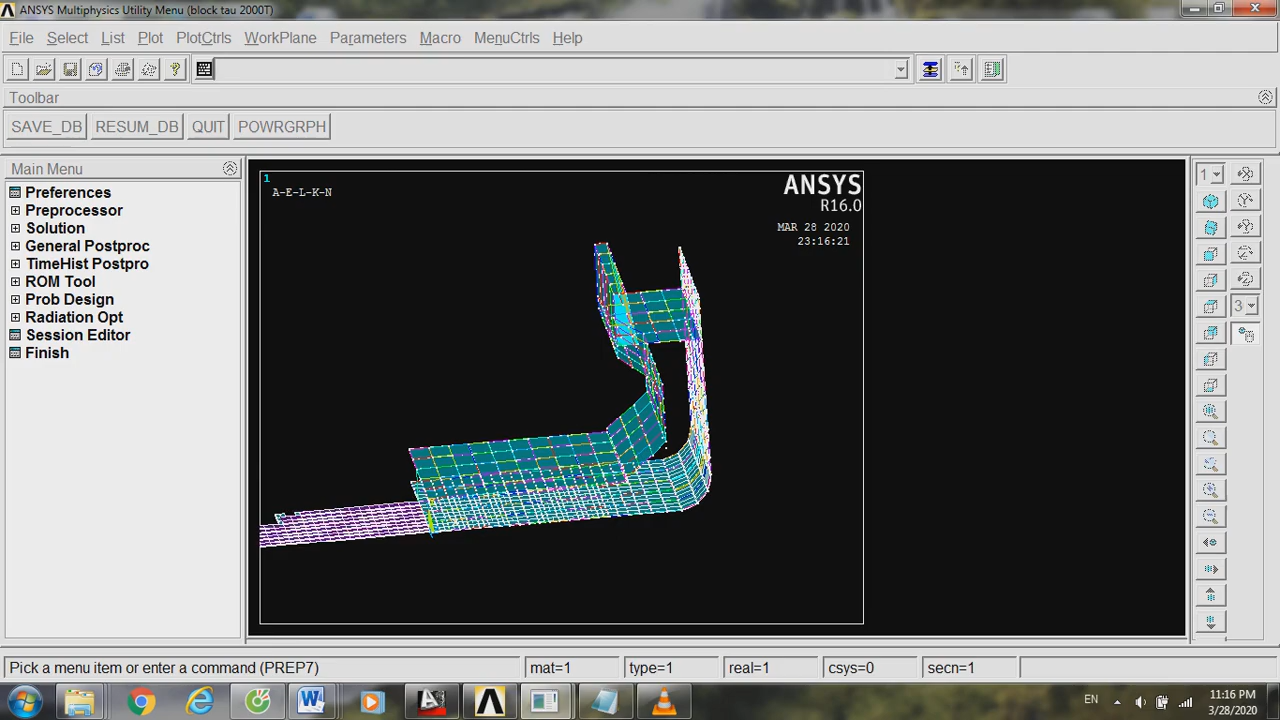 ANSYS Multiphysics Utility Menu (block tau 2000T)
File Select List Plot PlotCtrls WorkPlane Parameters Macro MenuCtrls Help
Toolbar
SAVE_DB RESUM_DB QUIT POWRGRPH
Main Menu
Preferences
Preprocessor
Solution
General Postproc
TimeHist Postpro
ROM Tool
Prob Design
Radiation Opt
Session Editor
Finish
1
A-E-L-K-N
ANSYS
R16.0
MAR 28 2020
23:16:21
1
3
Pick a menu item or enter a command (PREP7) mat=1 type=1 real=1 csys=0 secn=1
EN
11:16 PM
3/28/2020